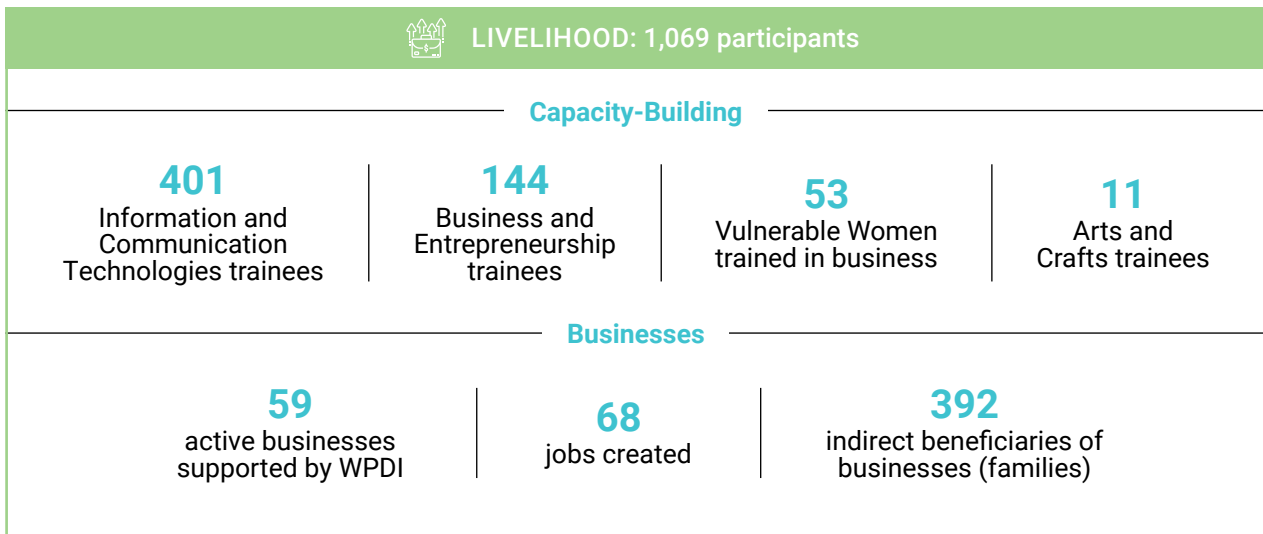 LIVELIHOOD: 1,069 participants
Capacity-Building
401
Information and
Communication
Technologies trainees
144
Business and
Entrepreneurship
trainees
53
Vulnerable Women
trained in business
11
Arts and
Crafts trainees
Businesses
59
active businesses
supported by WPDI
68
jobs created
392
indirect beneficiaries of
businesses (families)